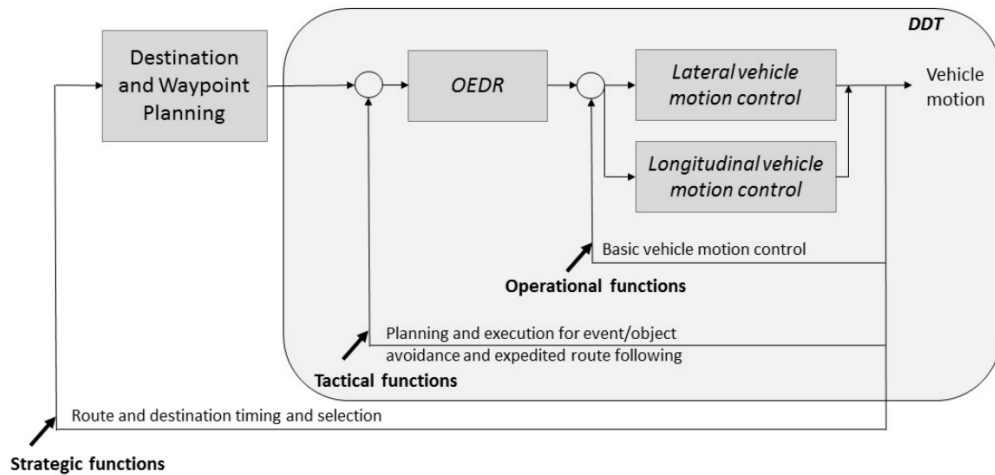 DDT
Destination
and Waypoint
Planning
OEDR
Lateral vehicle
motion control
Vehicle
motion
Longitudinal vehicle
motion control
Basic vehicle motion control
Operational functions
Planning and execution for event/object
avoidance and expedited route following
Tactical functions
Route and destination timing and selection
Strategic functions